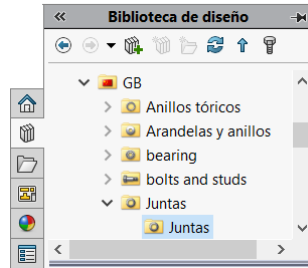 Biblioteca de diseño
GB
Anillos tóricos
Arandelas y anillos
bearing
bolts and studs
Juntas
Juntas